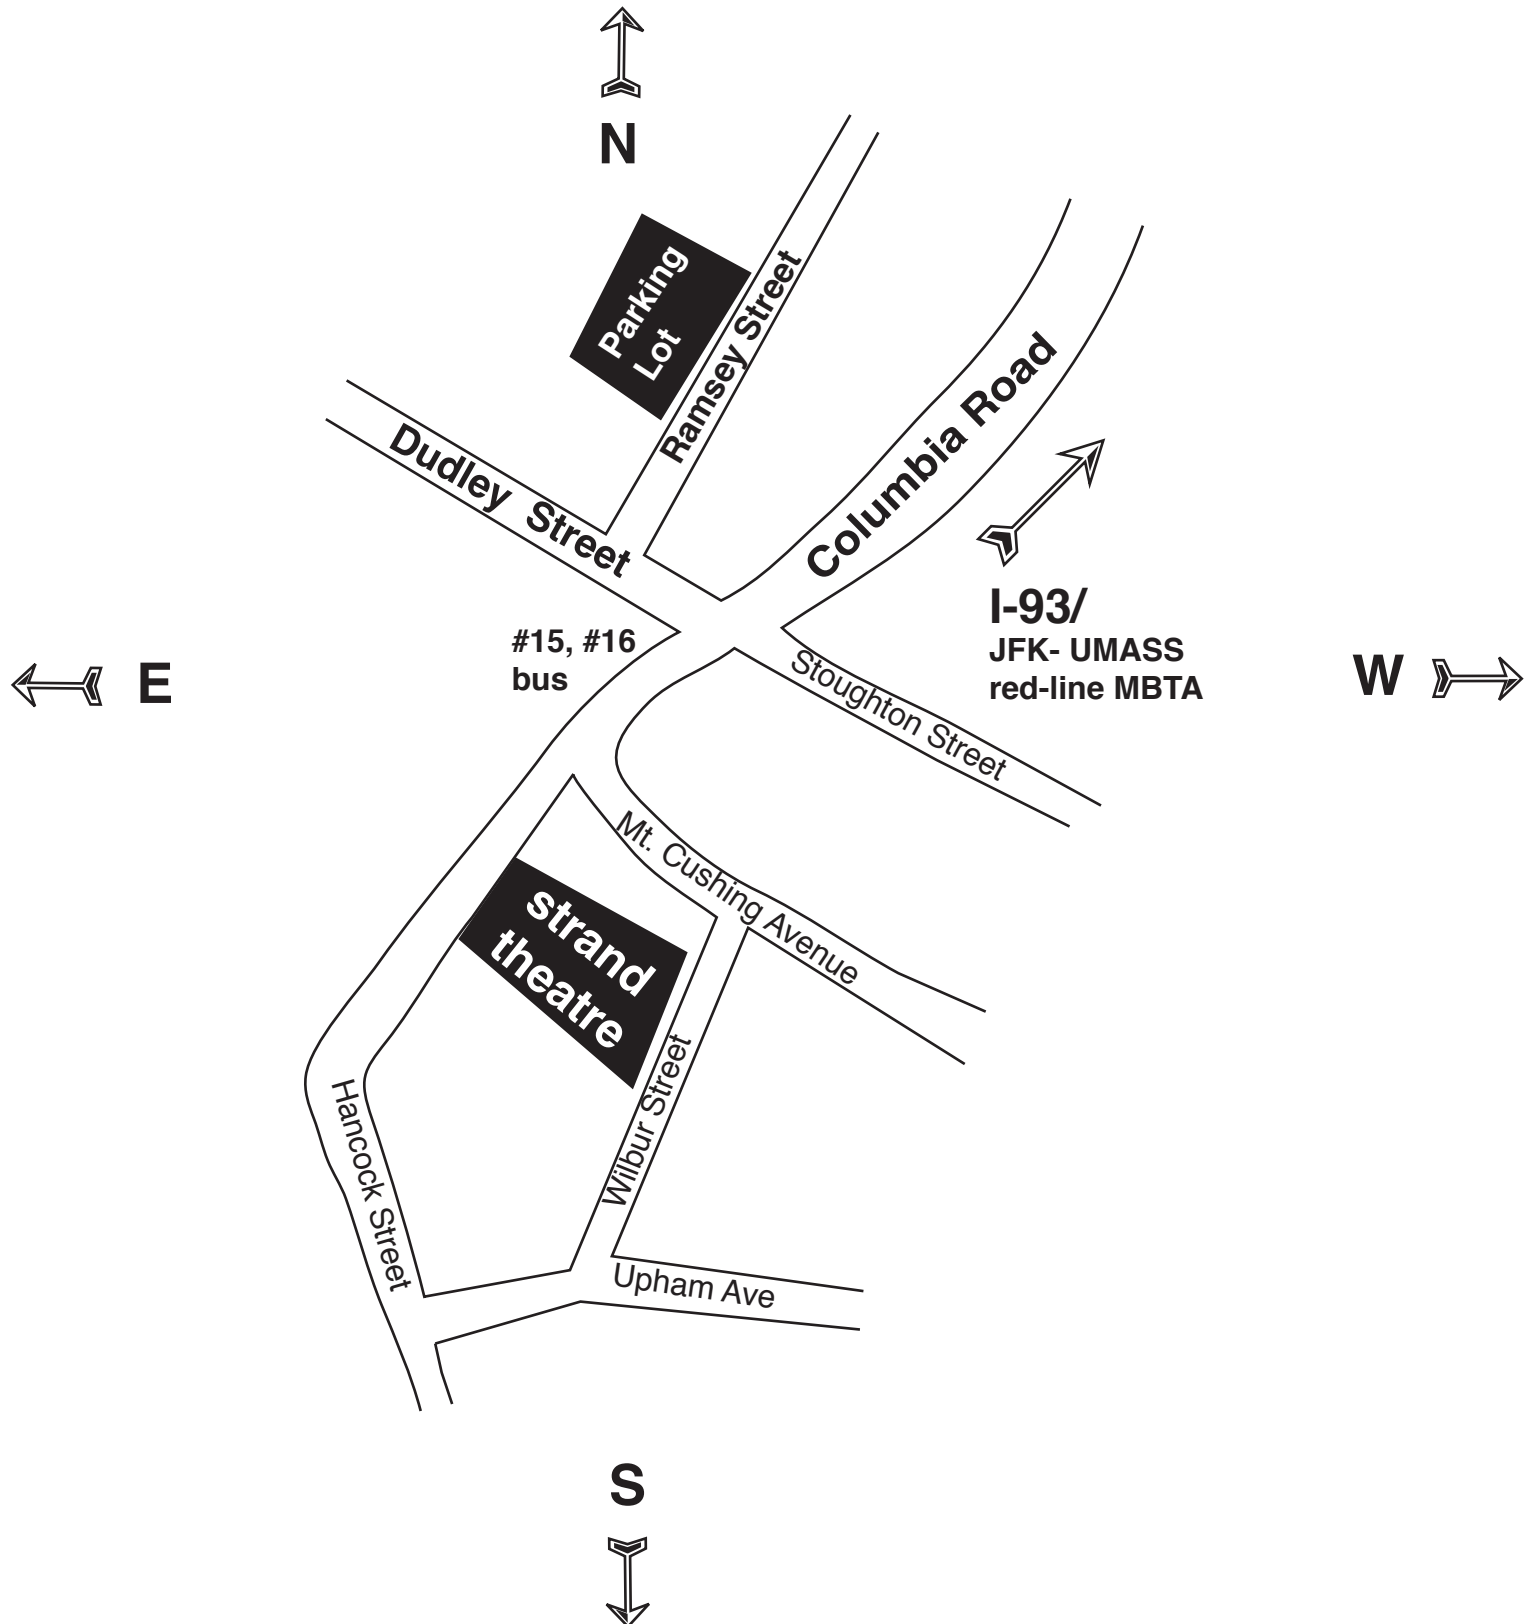 N
Parking
Lot
Ramsey Street
Columbia Road
Dudley Street
I-93/
JFK- UMASS
red-line MBTA
#15, #16
bus
E
W
Stoughton Street
Mt. Cushing Avenue
strand
theatre
Wilbur Street
Hancock Street
Upham Ave
S